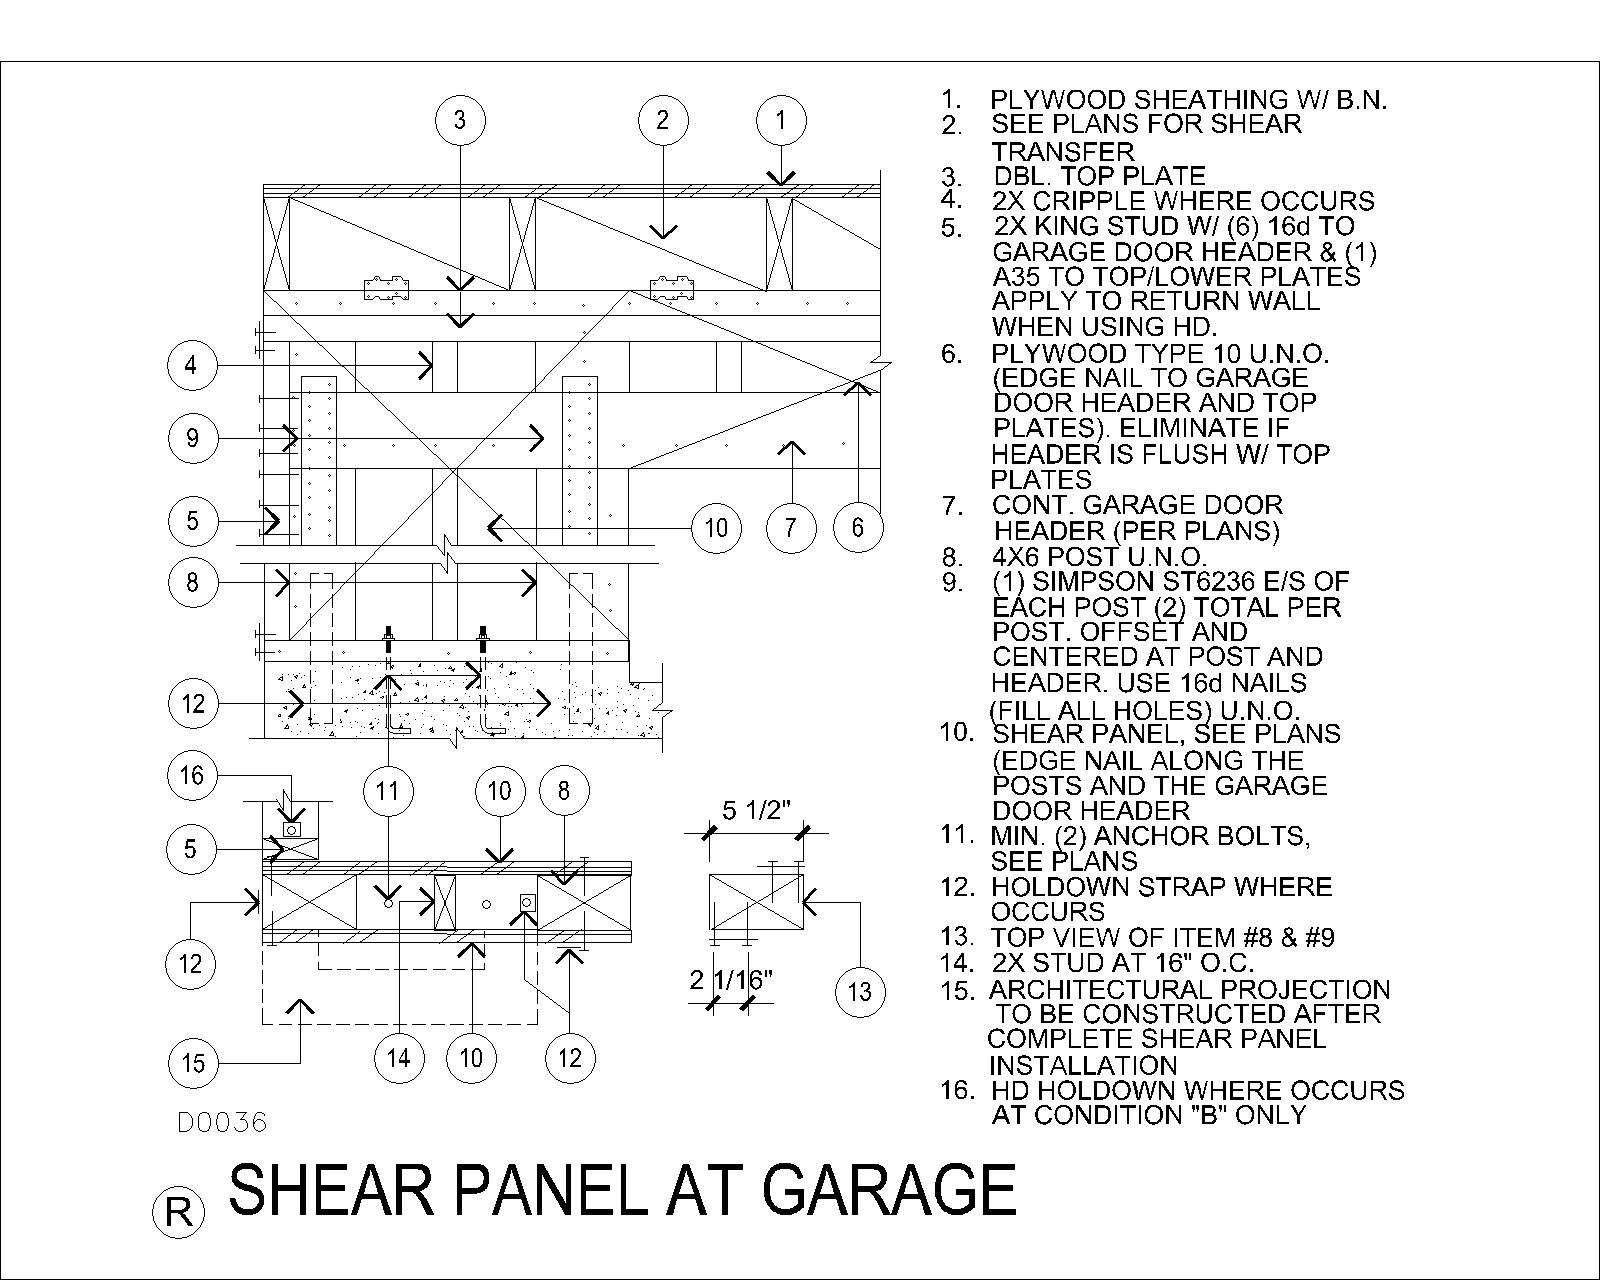 3
2
1
4
9
5
8
12
10
7
6
16
11
10
8
5
12
15
14
10
12
13
5 1/2"
2 1/16"
1. PLYWOOD SHEATHING W/ B.N.
2. SEE PLANS FOR SHEAR
TRANSFER
3. DBL. TOP PLATE
4. 2X CRIPPLE WHERE OCCURS
5. 2X KING STUD W/ (6) 16d TO
GARAGE DOOR HEADER & (1)
A35 TO TOP/LOWER PLATES
APPLY TO RETURN WALL
WHEN USING HD.
6. PLYWOOD TYPE 10 U.N.O.
(EDGE NAIL TO GARAGE
DOOR HEADER AND TOP
PLATES). ELIMINATE IF
HEADER IS FLUSH W/ TOP
PLATES
7. CONT. GARAGE DOOR
HEADER (PER PLANS)
8. 4X6 POST U.N.O.
9. (1) SIMPSON ST6236 E/S OF
EACH POST (2) TOTAL PER
POST. OFFSET AND
CENTERED AT POST AND
HEADER. USE 16d NAILS
(FILL ALL HOLES) U.N.O.
10. SHEAR PANEL, SEE PLANS
(EDGE NAIL ALONG THE
POSTS AND THE GARAGE
DOOR HEADER
11. MIN. (2) ANCHOR BOLTS,
SEE PLANS
12. HOLDOWN STRAP WHERE
OCCURS
13. TOP VIEW OF ITEM #8 & #9
14. 2X STUD AT 16" O.C.
15. ARCHITECTURAL PROJECTION
TO BE CONSTRUCTED AFTER
COMPLETE SHEAR PANEL
INSTALLATION
16. HD HOLDOWN WHERE OCCURS
AT CONDITION "B" ONLY
D0036
R SHEAR PANEL AT GARAGE